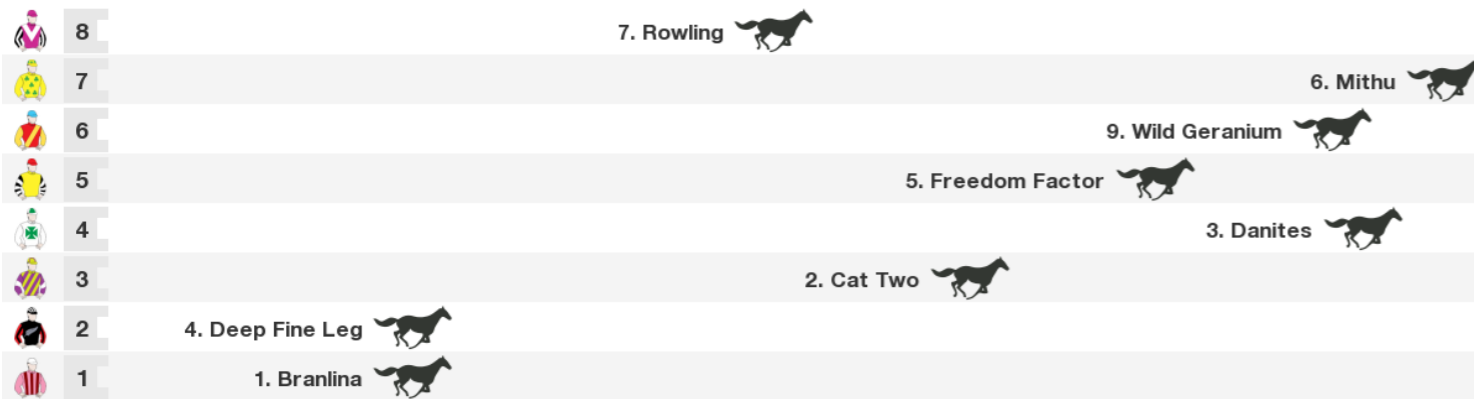 8 7. Rowling
7 6. Mithu
6 9. Wild Geranium
5 5. Freedom Factor
4 3. Danites
3 2. Cat Two
2 4. Deep Fine Leg
1 1. Branlina